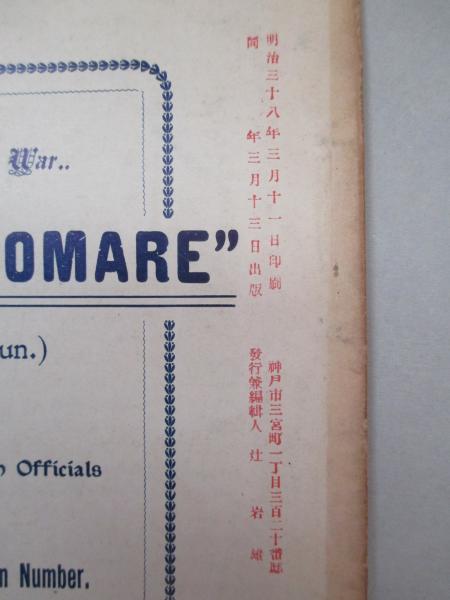 War..
OMARE”
un.)
Officials
n Number.
明治三十八年三月十一日印刷
同 年三月十三日出版
神戸市三宮町一丁目三百二十番邸
發行兼編輯人 辻 岩雄